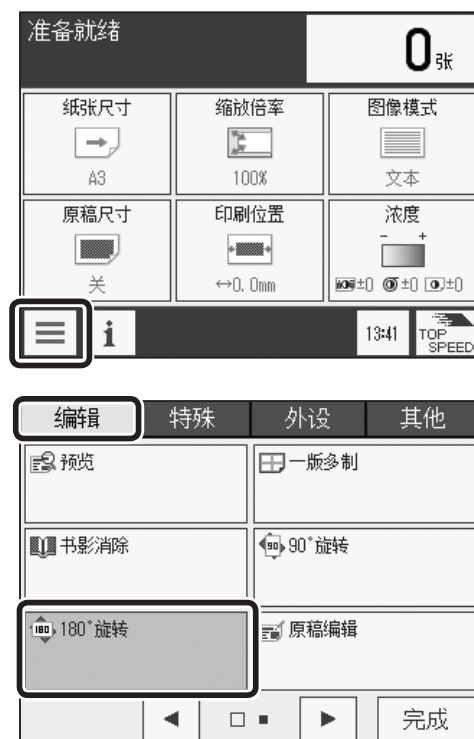 准备就绪
0张
纸张尺寸 缩放倍率 图像模式
A3 100% 文本
原稿尺寸 印刷位置 浓度
- +
关 ↔0.0mm ±0 ±0 ±0
i 13:41 TOP SPEED
编辑 特殊 外设 其他
预览 一版多制
书影消除 90 90°旋转
180 180°旋转 原稿编辑
完成